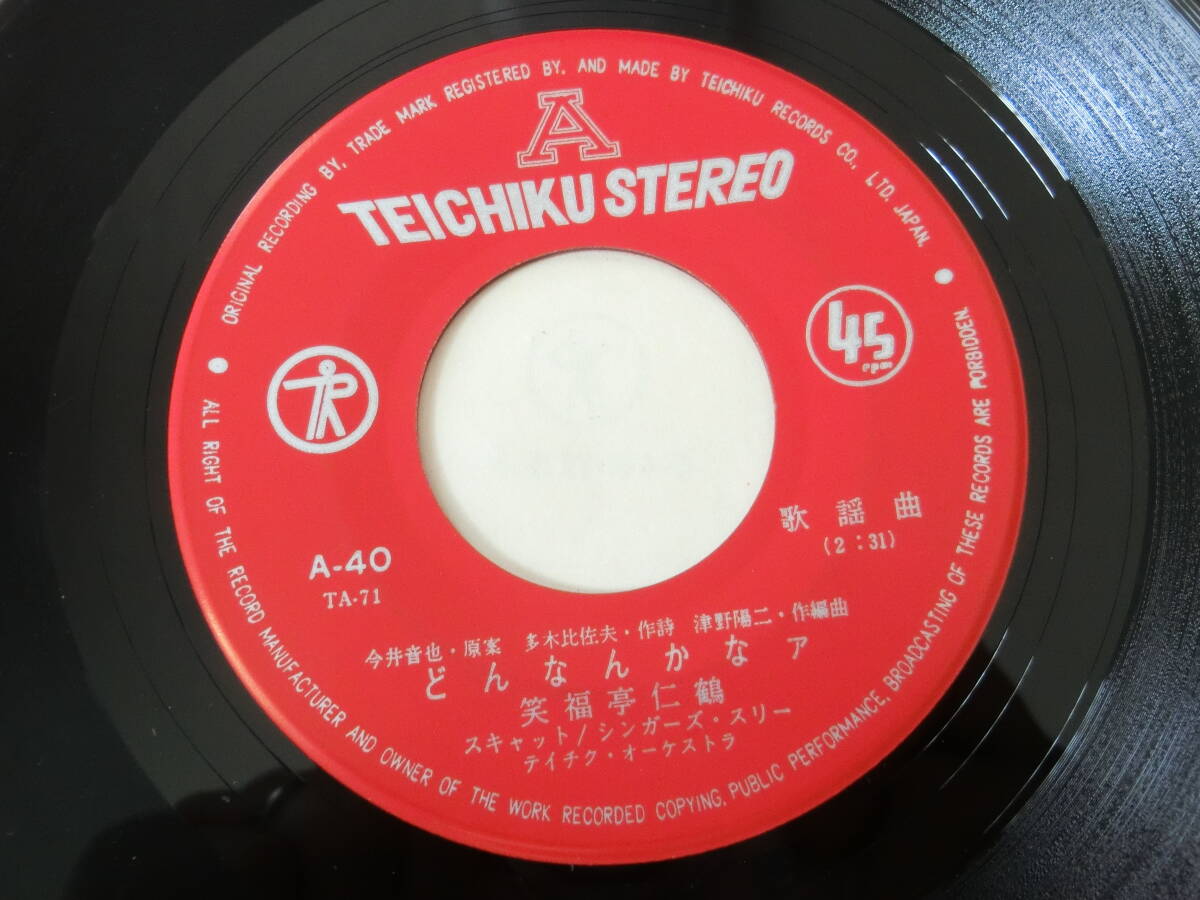 ORIGINAL RECORDING BY, TRADE MARK REGISTERED BY, AND MADE BY TEICHIKU RECORDS CO., LTD. JAPAN.
A
TEICHIKU STEREO
45
rpm
歌謡曲
(2:31)
A-40
TA-71
今井音也・原案 多木比佐夫・作詩 津野陽二・作編曲
どんなんかなァ
笑福亭仁鶴
スキャット/シンガーズ・スリー
テイチク・オーケストラ
ALL RIGHT OF THE RECORD MANUFACTURER AND OWNER OF THE WORK RECORDED COPYING, PUBLIC PERFORMANCE, BROADCASTING OF THESE RECORDS ARE FORBIDDEN.